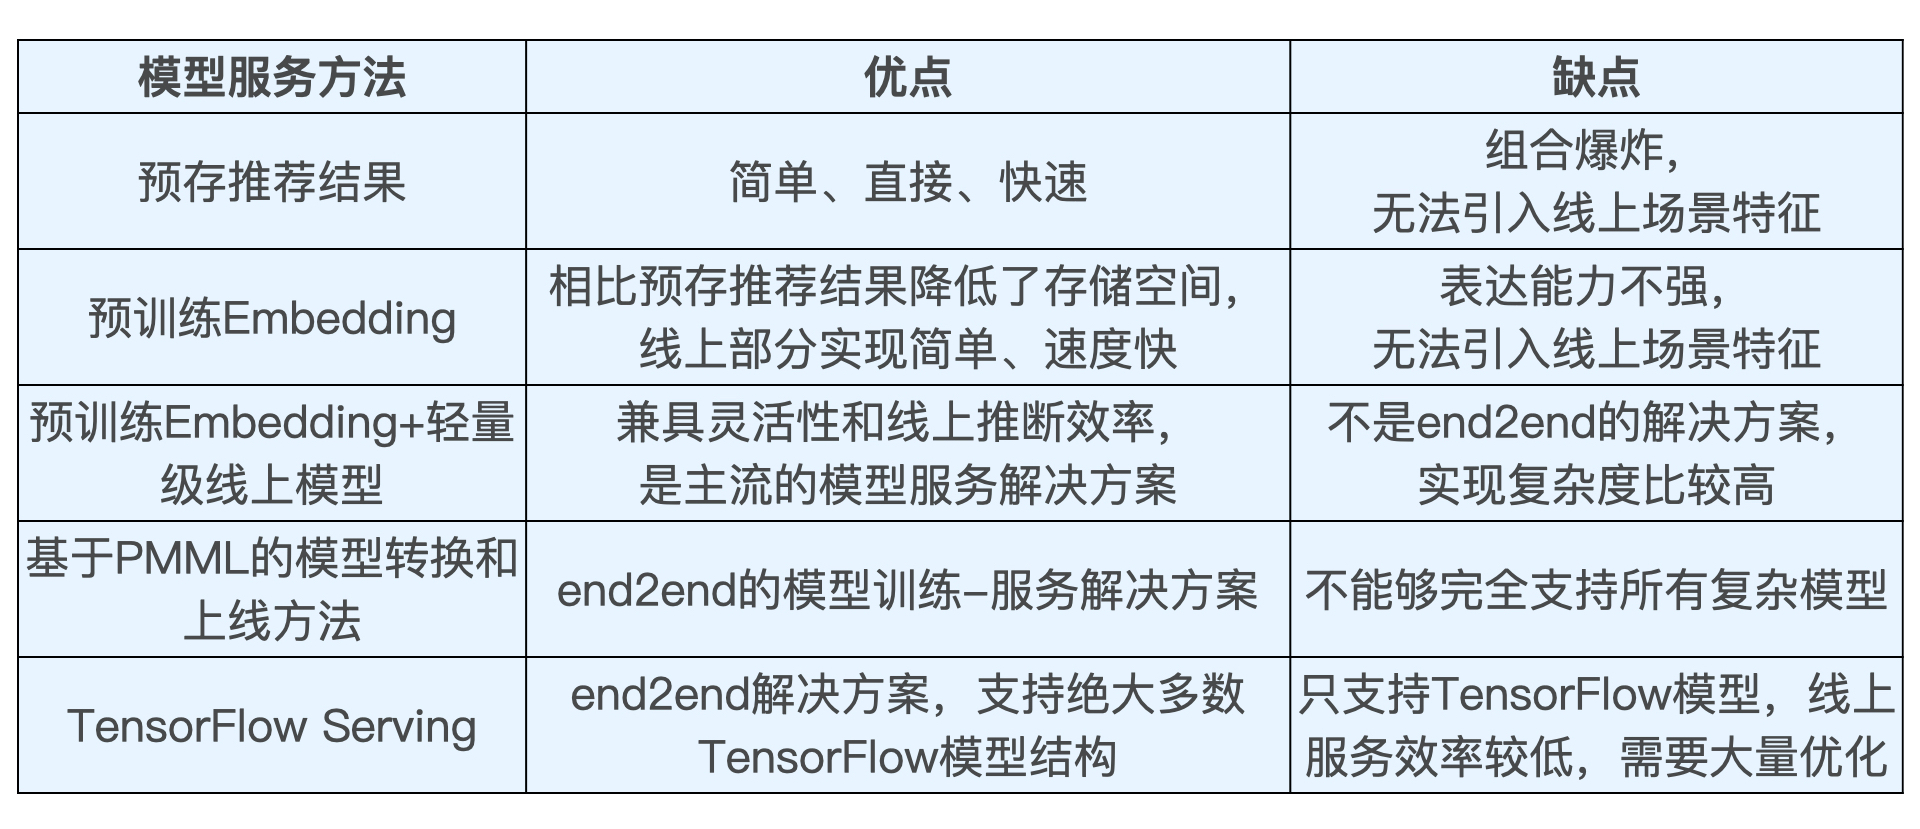 模型服务方法
优点
缺点
预存推荐结果
简单、直接、快速
组合爆炸，
无法引入线上场景特征
预训练Embedding
相比预存推荐结果降低了存储空间，
线上部分实现简单、速度快
表达能力不强，
无法引入线上场景特征
预训练Embedding+轻量
级线上模型
兼具灵活性和线上推断效率，
是主流的模型服务解决方案
不是end2end的解决方案，
实现复杂度比较高
基于PMML的模型转换和
上线方法
end2end的模型训练-服务解决方案
不能够完全支持所有复杂模型
TensorFlow Serving
end2end解决方案，支持绝大多数
TensorFlow模型结构
只支持TensorFlow模型，线上
服务效率较低，需要大量优化